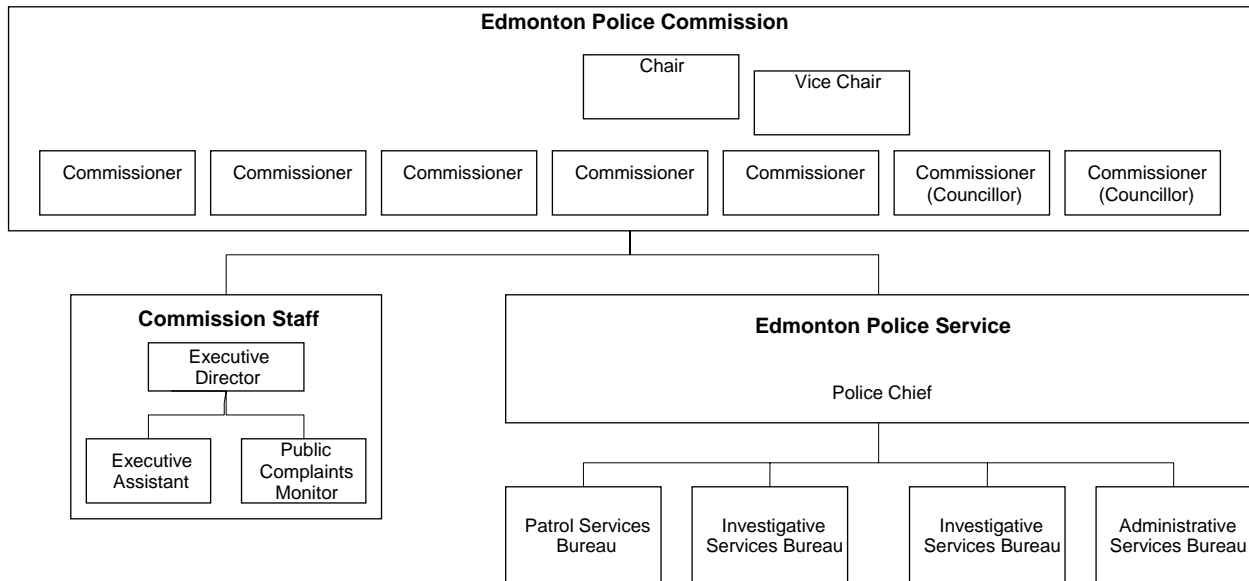 Edmonton Police Commission
Chair
Vice Chair
Commissioner
Commissioner
Commissioner
Commissioner
Commissioner
Commissioner
(Councillor)
Commissioner
(Councillor)
Commission Staff
Executive
Director
Executive
Assistant
Public
Complaints
Monitor
Edmonton Police Service
Police Chief
Patrol Services
Bureau
Investigative
Services Bureau
Investigative
Services Bureau
Administrative
Services Bureau